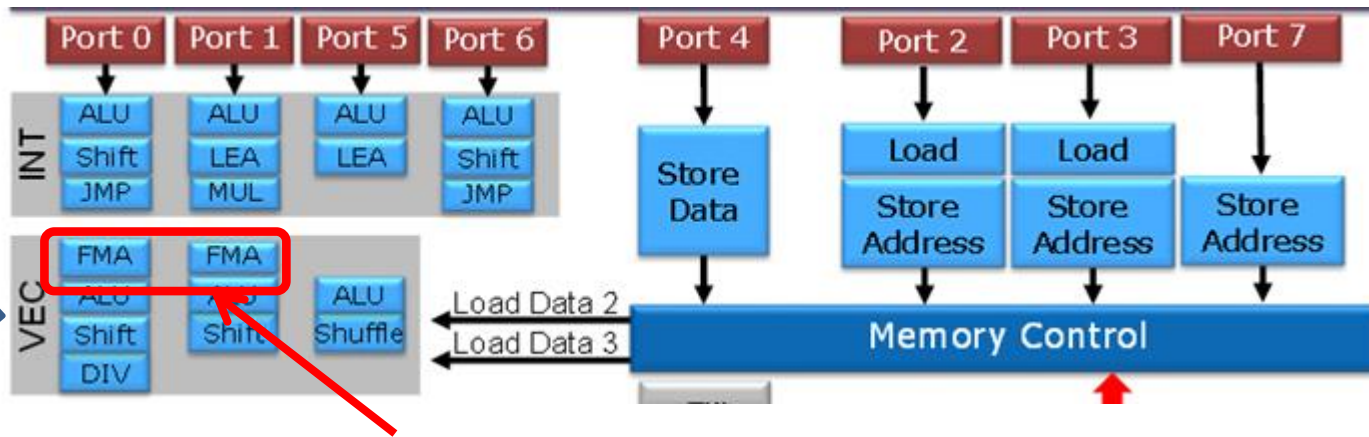 Port 0 Port 1 Port 5 Port 6 Port 4 Port 2 Port 3 Port 7
INT
ALU ALU ALU ALU
Shift LEA LEA Shift
JMP MUL JMP
Load Load
Store Data
Store Address
Store Address
Store Address
VEC
FMA FMA
ALU ALU ALU
Shift Shift Shuffle
DIV
Load Data 2
Load Data 3
Memory Control